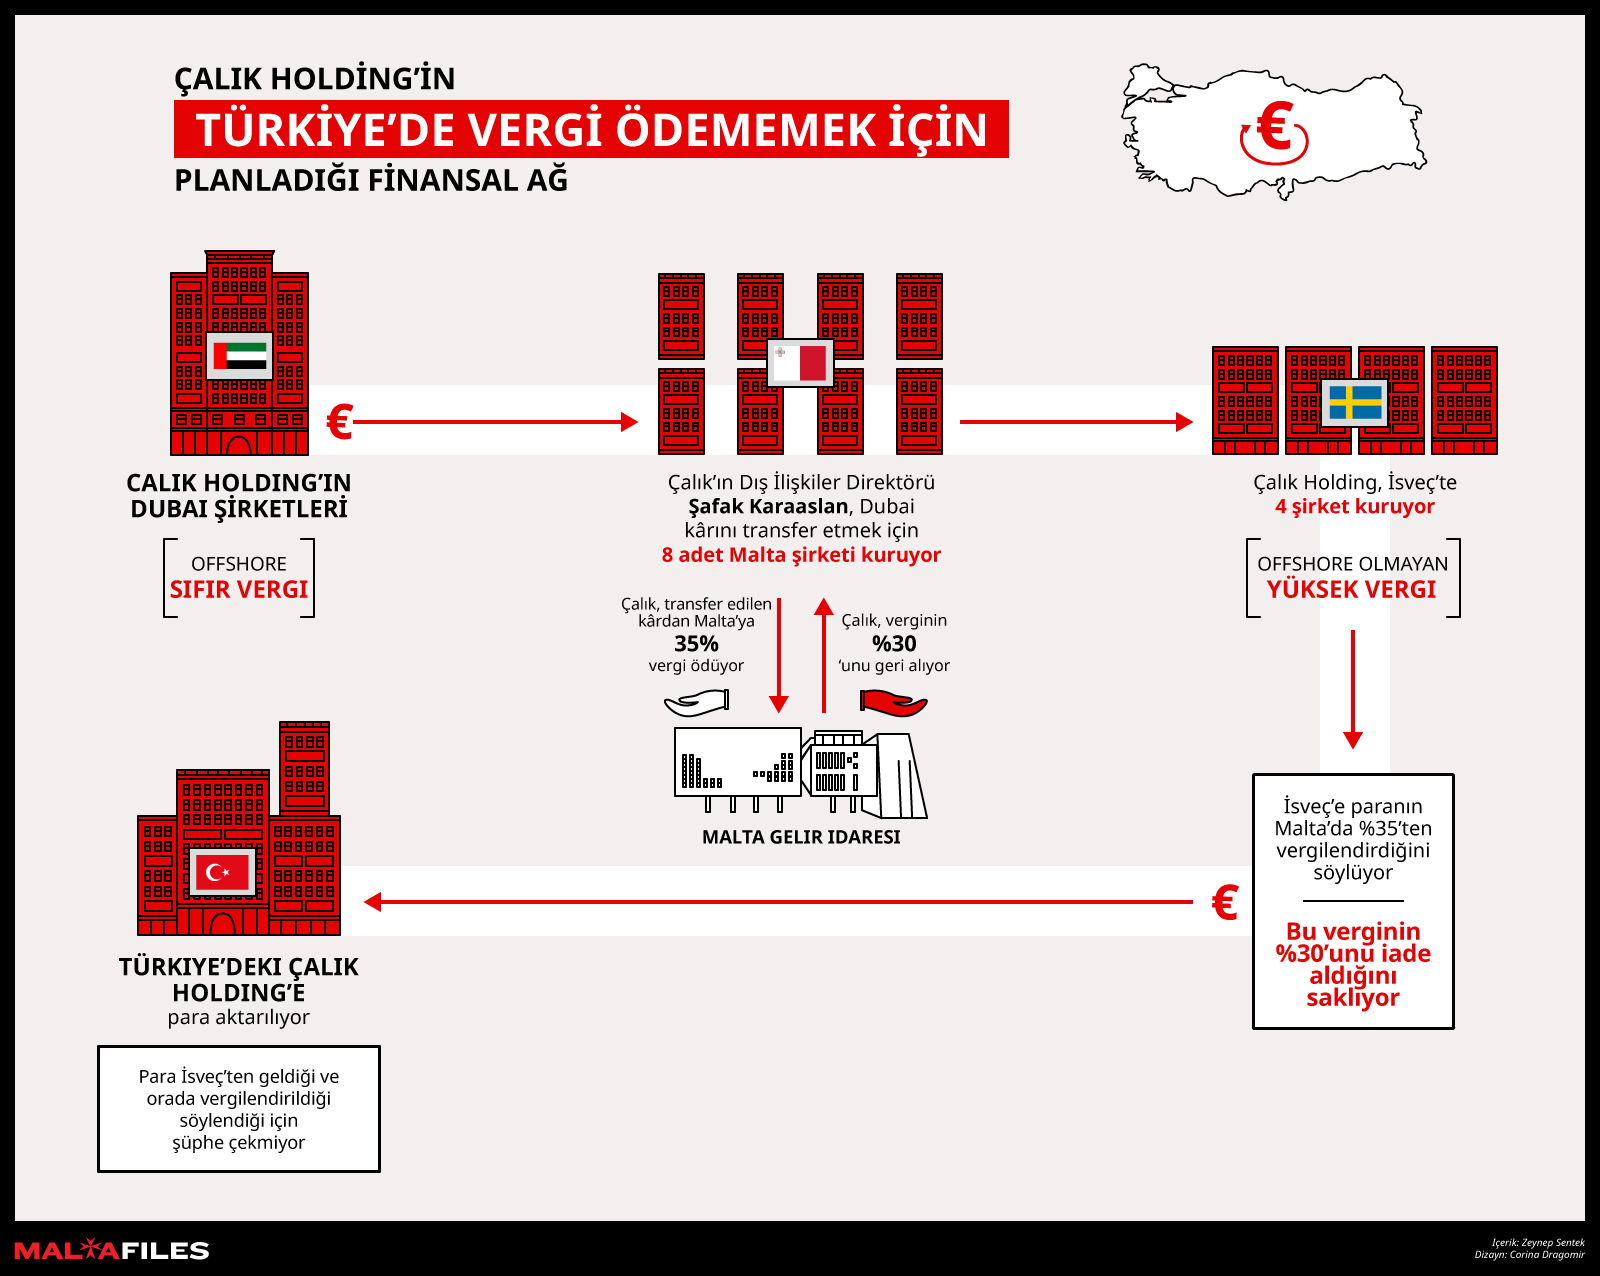 ÇALIK HOLDİNG’İN
TÜRKİYE’DE VERGİ ÖDEMEMEK İÇİN
PLANLADIĞI FİNANSAL AĞ
€
€
CALIK HOLDING’IN
DUBAI ŞİRKETLERİ
OFFSHORE
SIFIR VERGI
Çalık’ın Dış İlişkiler Direktörü
Şafak Karaaslan, Dubai
kârını transfer etmek için
8 adet Malta şirketi kuruyor
Çalık Holding, İsveç’te
4 şirket kuruyor
OFFSHORE OLMAYAN
YÜKSEK VERGI
Çalık, transfer edilen
kârdan Malta’ya
35%
vergi ödüyor
Çalık, verginin
%30
‘unu geri alıyor
MALTA GELIR IDARESI
İsveç’e paranın
Malta’da %35’ten
vergilendirdiğini
söylüyor
Bu verginin
%30’unu iade
aldığını
saklıyor
€
TÜRKIYE’DEKI ÇALIK
HOLDING’E
para aktarılıyor
Para İsveç’ten geldiği ve
orada vergilendirildiği
söylendiği için
şüphe çekmiyor
MALTAFILES
Içerik: Zeynep Sentek
Dizayn: Corina Dragomir